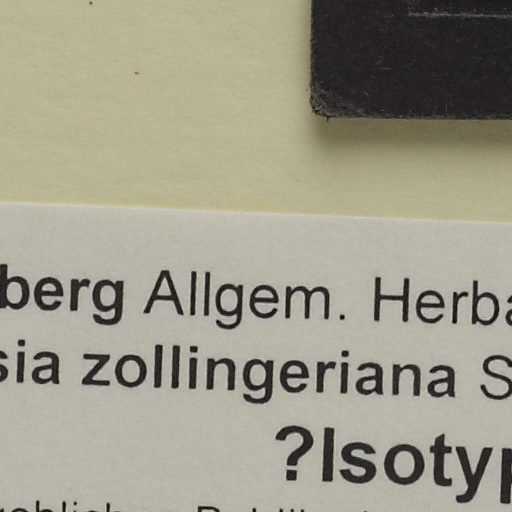 berg Allgem. Herba
sia zollingeriana S
?Isotyp